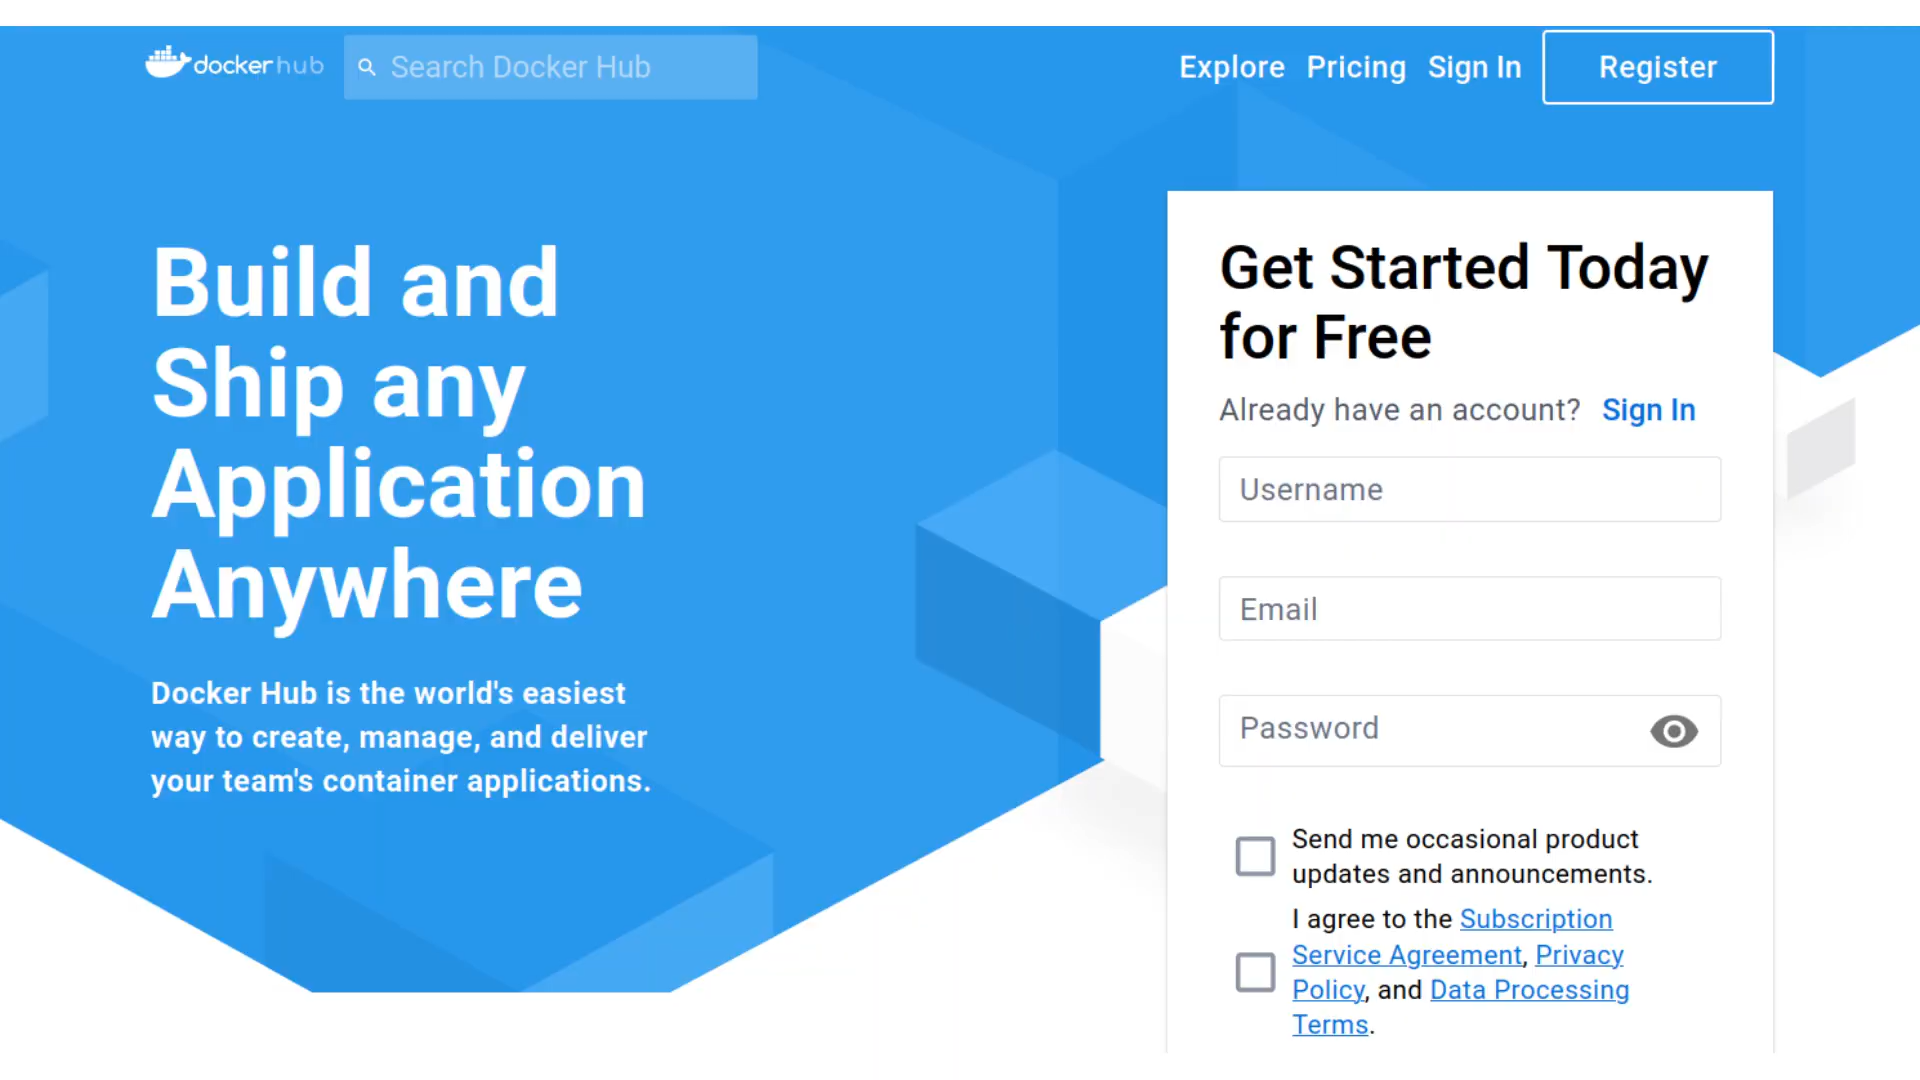 dockerhub
Search Docker Hub
Explore Pricing Sign In Register
Build and
Ship any
Application
Anywhere
Docker Hub is the world's easiest
way to create, manage, and deliver
your team's container applications.
Get Started Today
for Free
Already have an account? Sign In
Username
Email
Password
Send me occasional product
updates and announcements.
I agree to the Subscription
Service Agreement, Privacy
Policy, and Data Processing
Terms.